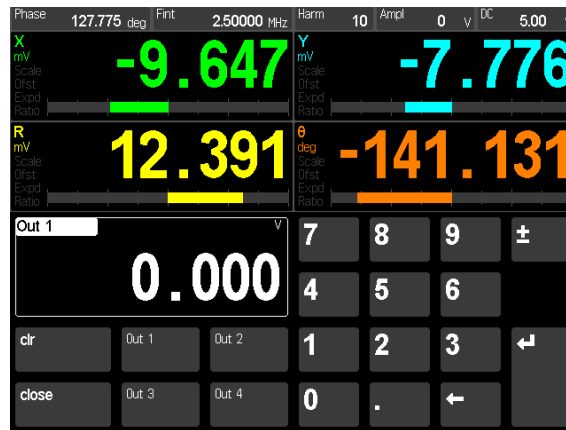 Phase 127.775 deg Fint 2.50000 MHz Harm 10 Ampl 0 V DC 5.00
X
mV
Scale
Ofst
Expd
Ratio
-9.647
Y
mV
Scale
Ofst
Expd
Ratio
-7.776
R
mV
Scale
Ofst
Expd
Ratio
12.391
θ
deg
Scale
Ofst
Expd
Ratio
-141.131
Out 1 V
0.000
7 8 9 ±
4 5 6
clr Out 1 Out 2 1 2 3 ↵
close Out 3 Out 4 0 . ←